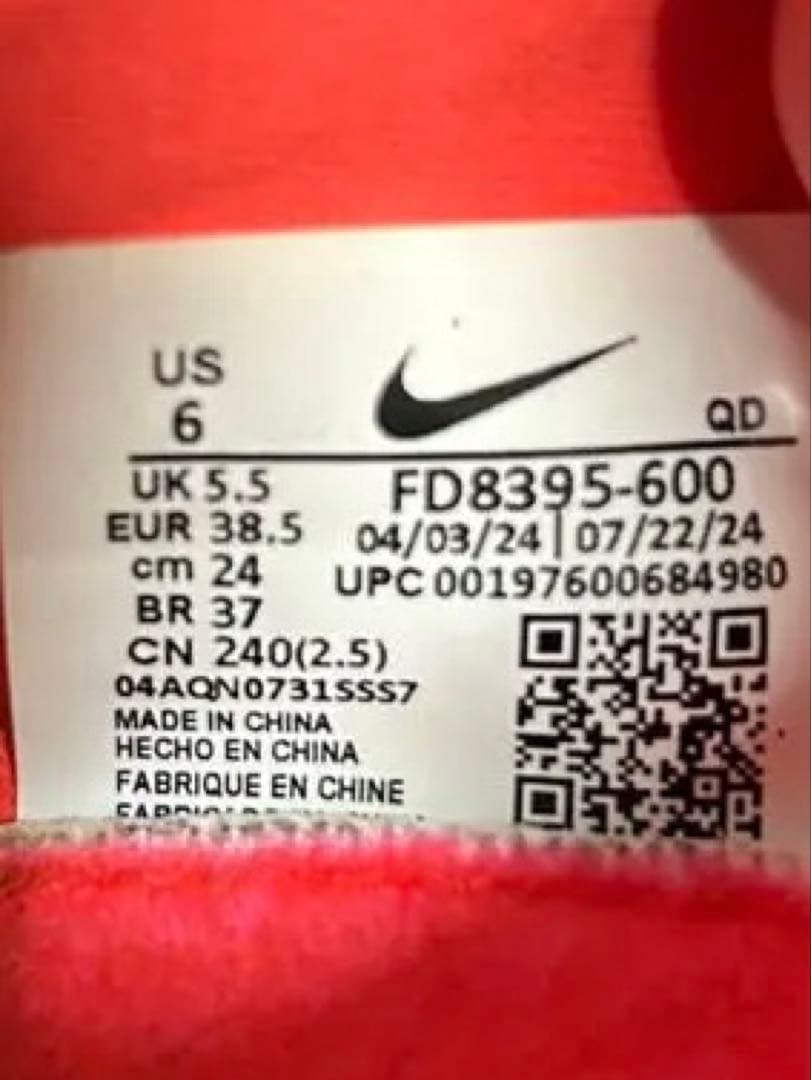 US
6
QD
UK 5.5
EUR 38.5
cm 24
BR 37
CN 240(2.5)
FD8395-600
04/03/24 | 07/22/24
UPC 00197600684980
04AQN0731SSS7
MADE IN CHINA
HECHO EN CHINA
FABRIQUE EN CHINE